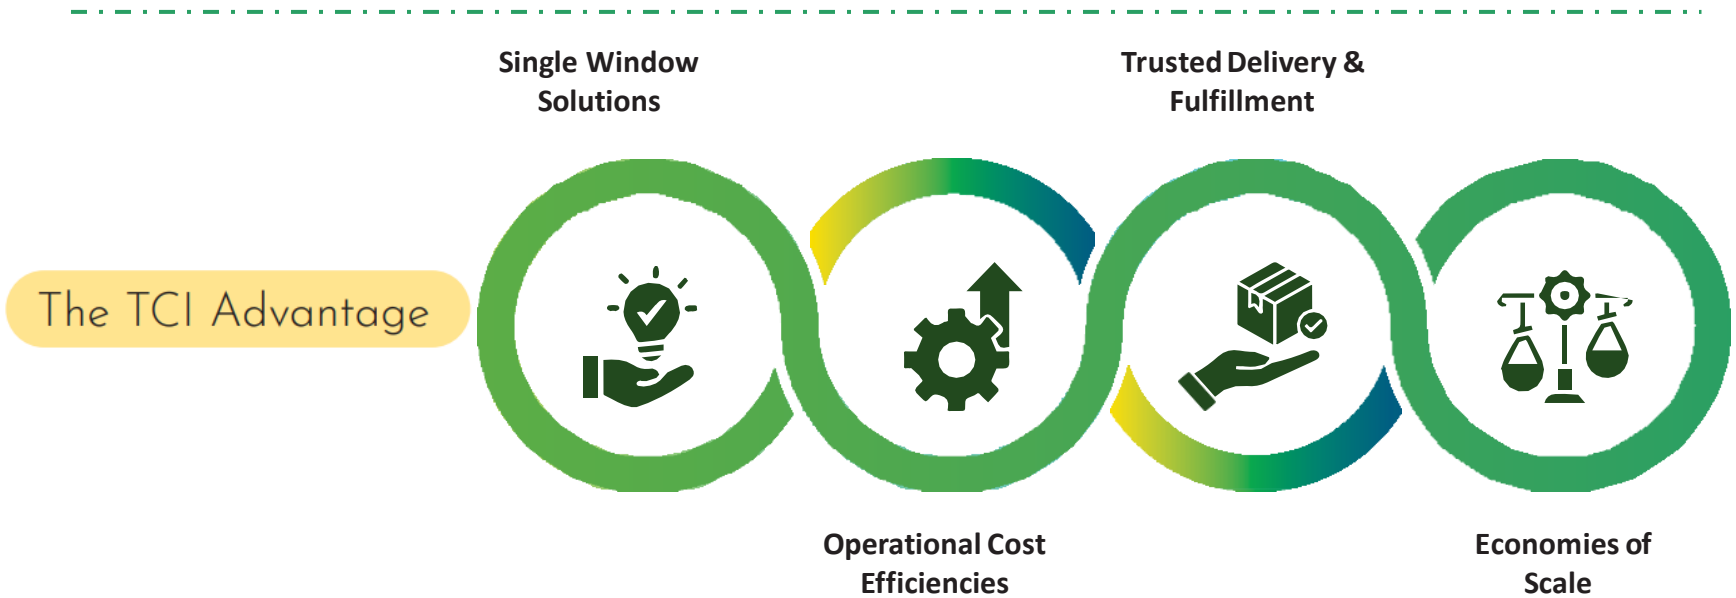 Single Window
Solutions
Trusted Delivery &
Fulfillment
The TCI Advantage
Operational Cost
Efficiencies
Economies of
Scale